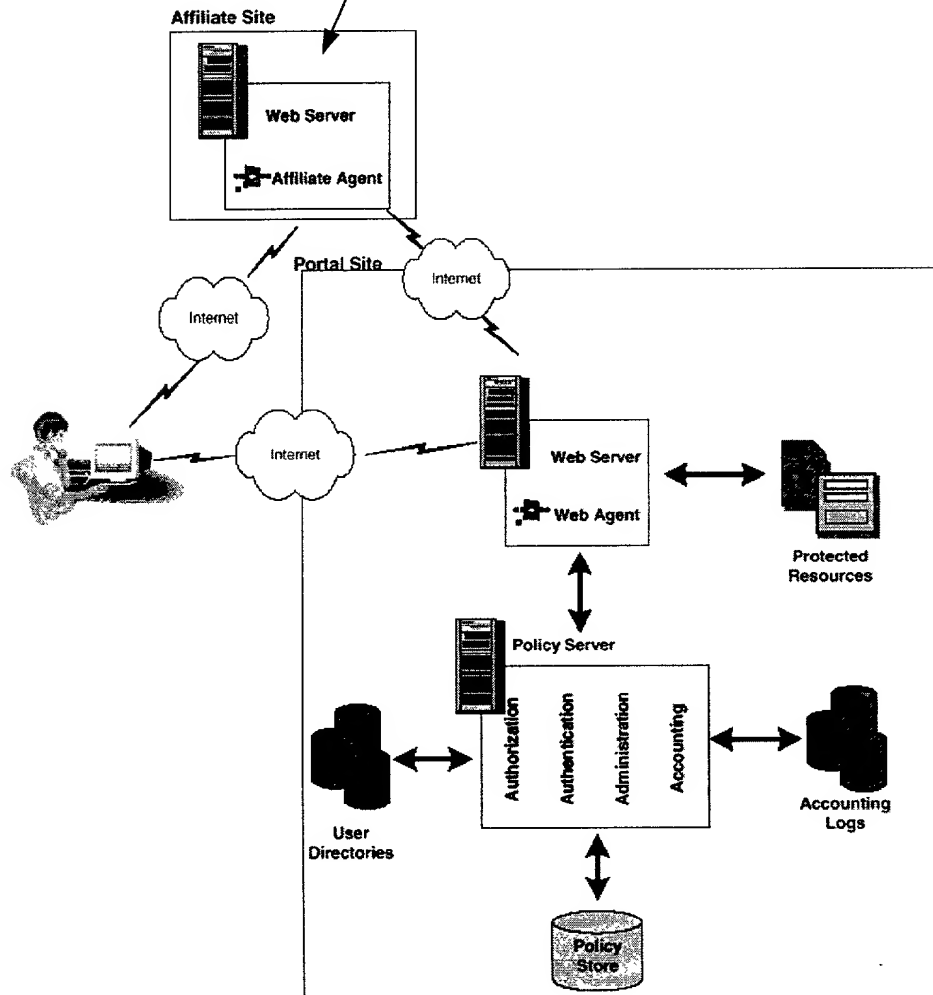 Affiliate Site
Web Server
Affiliate Agent
Portal Site
Internet
Internet
Internet
Web Server
Web Agent
Protected
Resources
Policy Server
Authorization
Authentication
Administration
Accounting
User
Directories
Accounting
Logs
Policy
Store